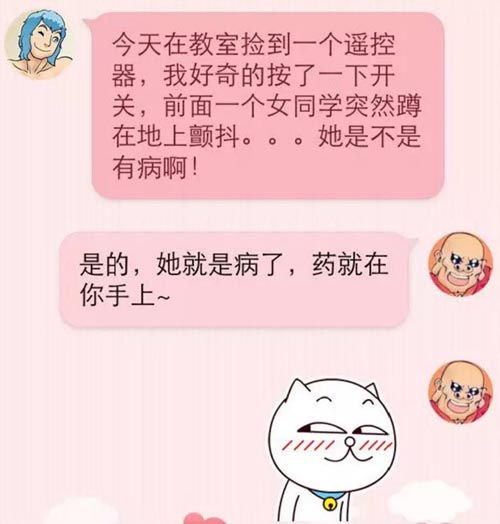 今天在教室捡到一个遥控
器，我好奇的按了一下开
关，前面一个女同学突然蹲
在地上颤抖。。。她是不是
有病啊！
是的，她就是病了，药就在
你手上~